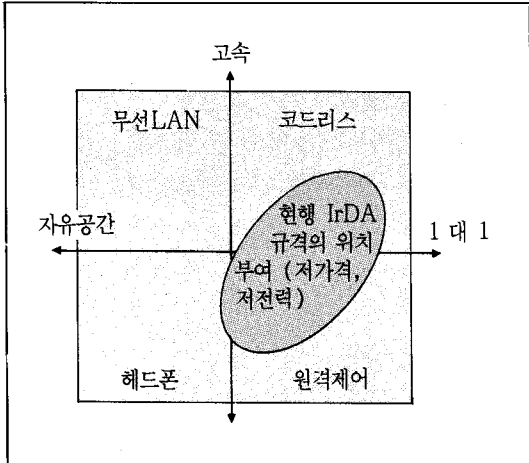 고속
무선LAN
코드리스
자유공간
1 대 1
현행 IrDA
규격의 위치
부여 (저가격,
저전력)
헤드폰
원격제어